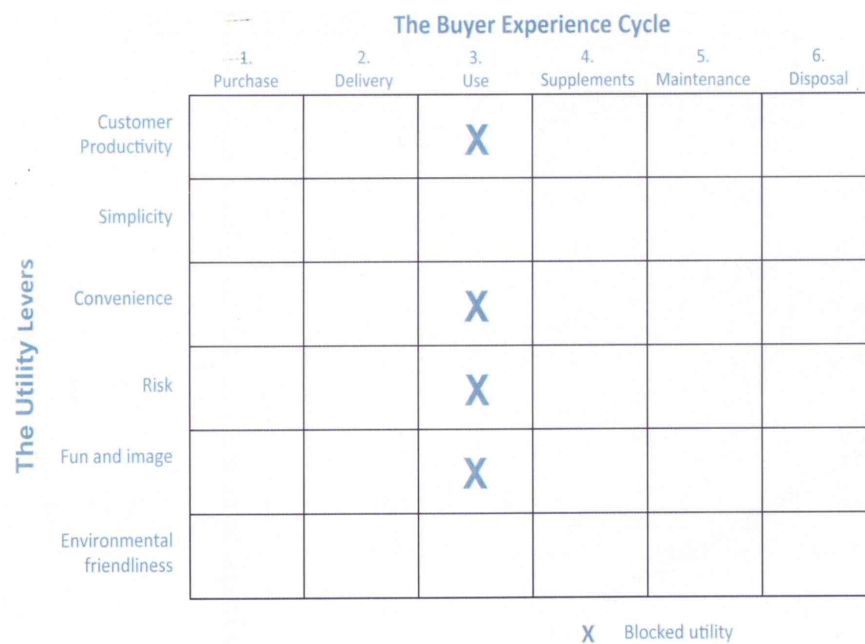 The Buyer Experience Cycle
1. 2. 3. 4. 5. 6.
Purchase Delivery Use Supplements Maintenance Disposal
The Utility Levers
Customer
Productivity
X
Simplicity
Convenience
X
Risk
X
Fun and image
X
Environmental
friendliness
X Blocked utility